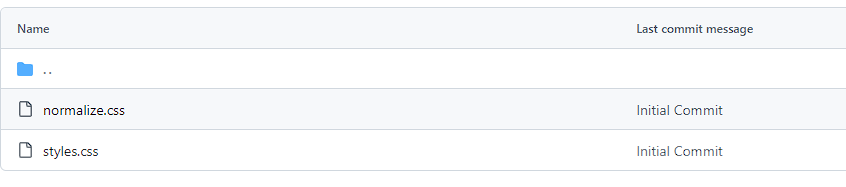 Name Last commit message
..
normalize.css Initial Commit
styles.css Initial Commit